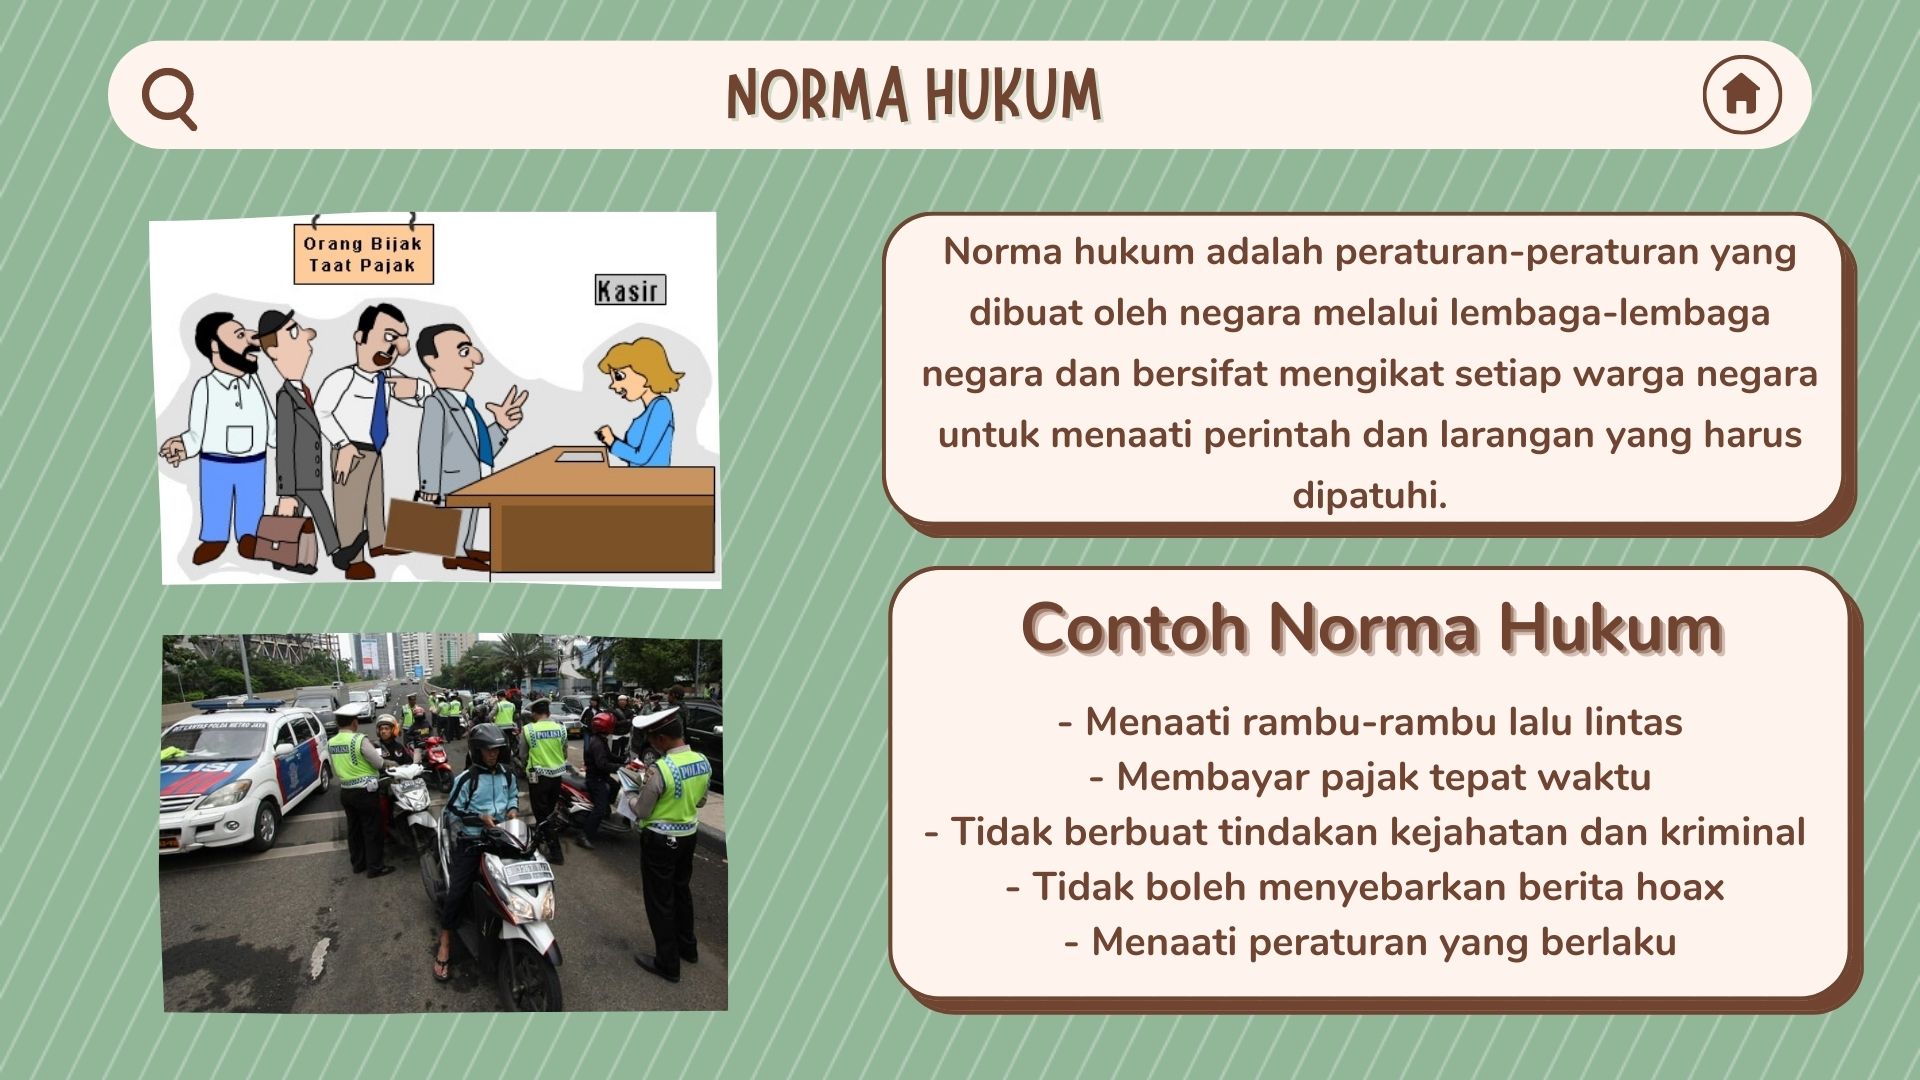 NORMA HUKUM
Orang Bijak
Taat Pajak
Kasir
Norma hukum adalah peraturan-peraturan yang
dibuat oleh negara melalui lembaga-lembaga
negara dan bersifat mengikat setiap warga negara
untuk menaati perintah dan larangan yang harus
dipatuhi.
Contoh Norma Hukum
- Menaati rambu-rambu lalu lintas
- Membayar pajak tepat waktu
- Tidak berbuat tindakan kejahatan dan kriminal
- Tidak boleh menyebarkan berita hoax
- Menaati peraturan yang berlaku
POLISI
POLISI
POLISI